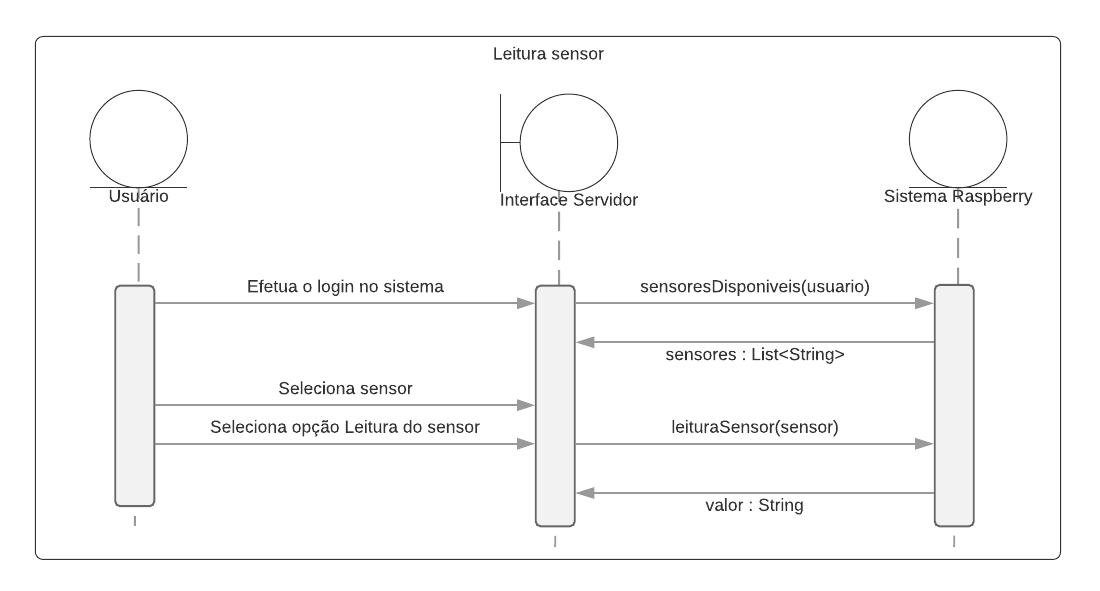 Leitura sensor
Usuário
Interface Servidor
Sistema Raspberry
Efetua o login no sistema
sensoresDisponiveis(usuario)
sensores : List<String>
Seleciona sensor
Seleciona opção Leitura do sensor
leituraSensor(sensor)
valor : String